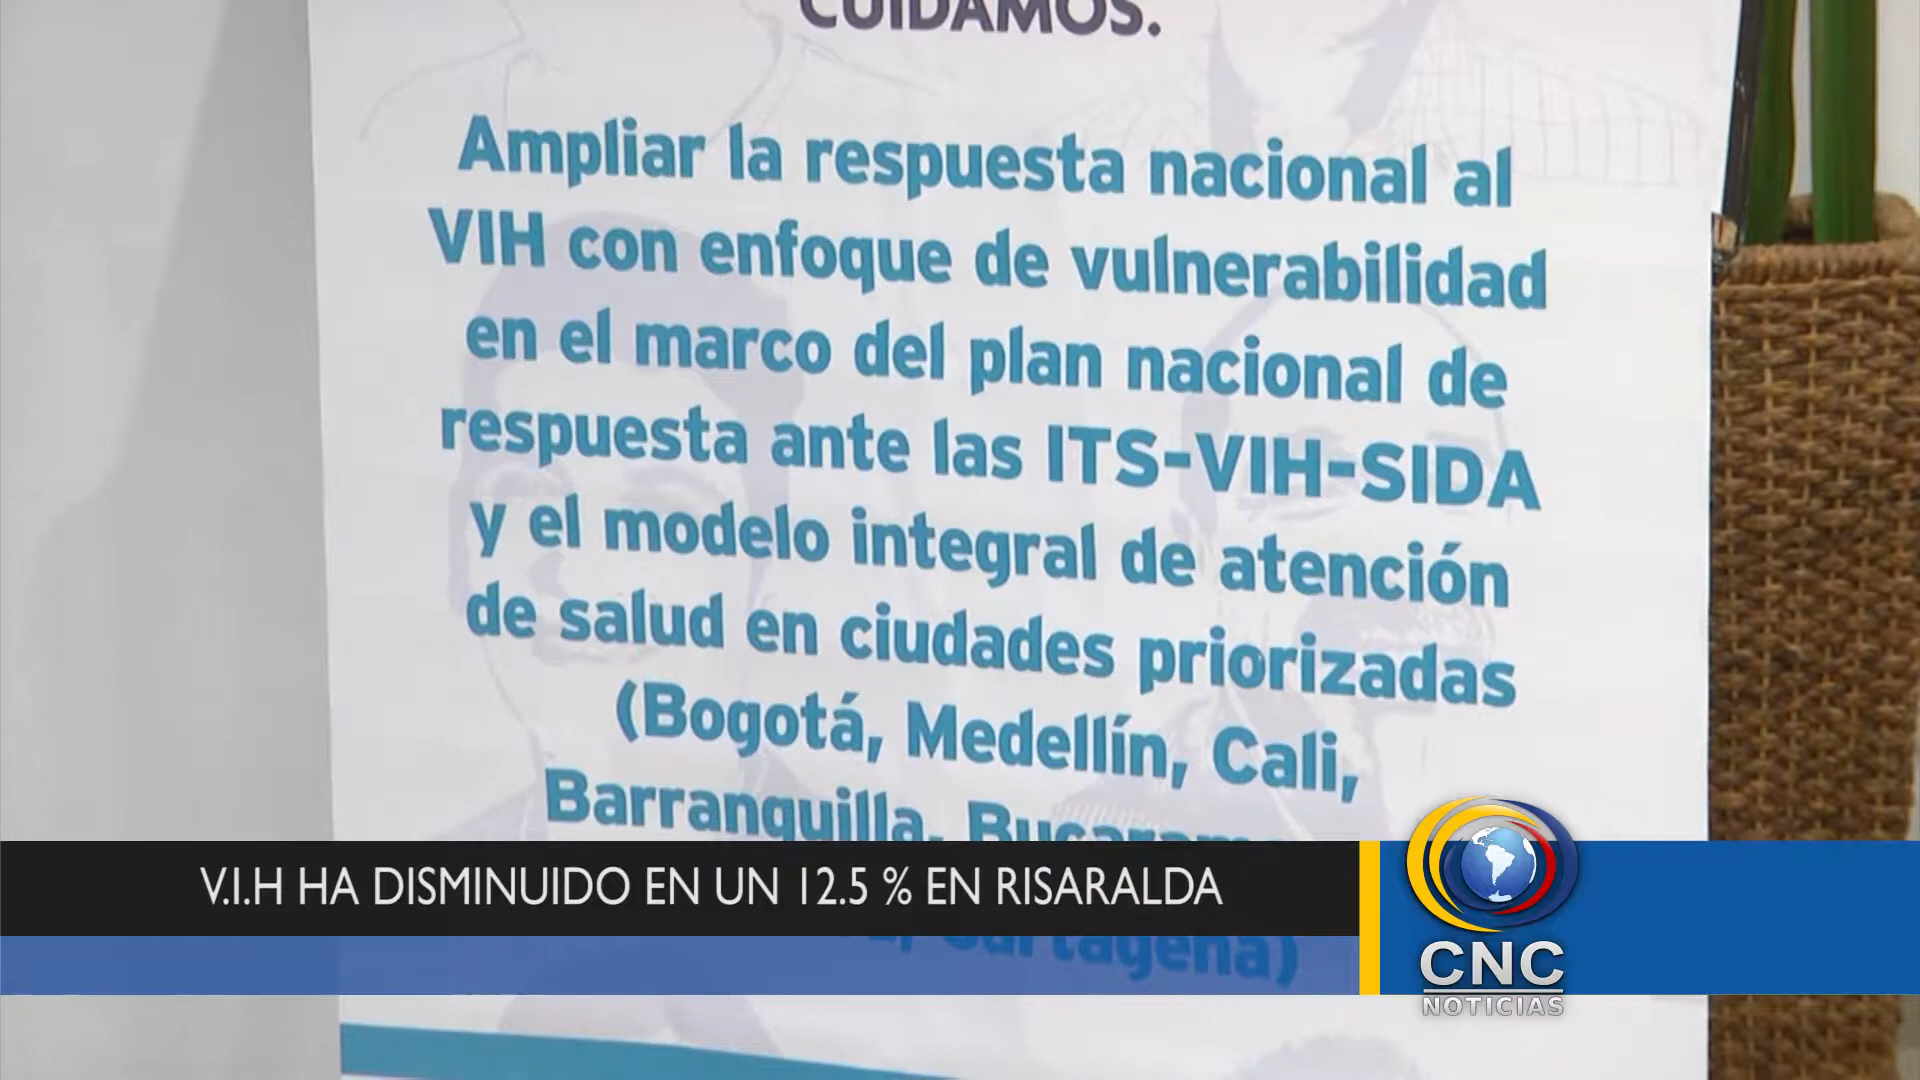 CUIDAMOS.
Ampliar la respuesta nacional al
VIH con enfoque de vulnerabilidad
en el marco del plan nacional de
respuesta ante las ITS-VIH-SIDA
y el modelo integral de atención
de salud en ciudades priorizadas
(Bogotá, Medellín, Cali,
Barranquilla,
Cartagena)
V.I.H HA DISMINUIDO EN UN 12.5 % EN RISARALDA
CNC
NOTICIAS